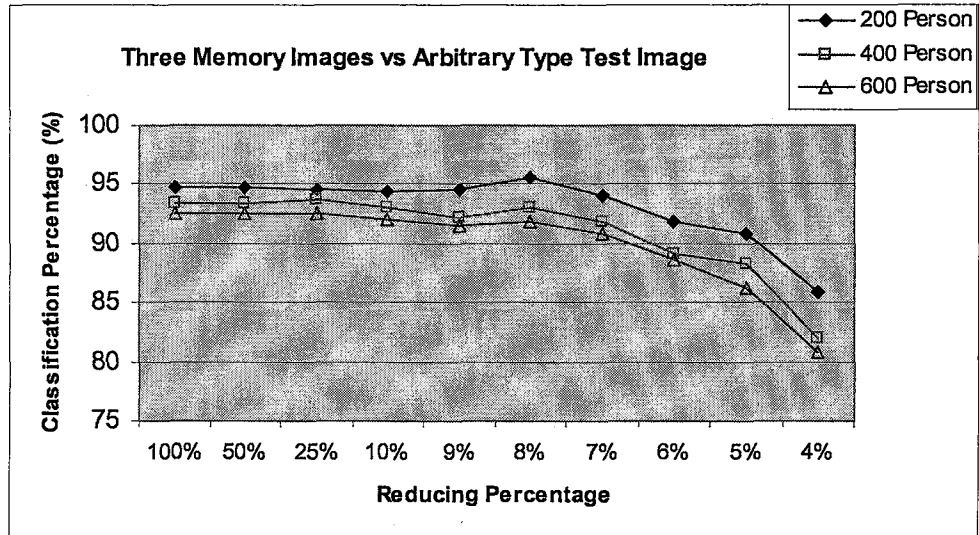 200 Person
400 Person
600 Person
Three Memory Images vs Arbitrary Type Test Image
Classification Percentage (%)
100
95
90
85
80
75
100% 50% 25% 10% 9% 8% 7% 6% 5% 4%
Reducing Percentage